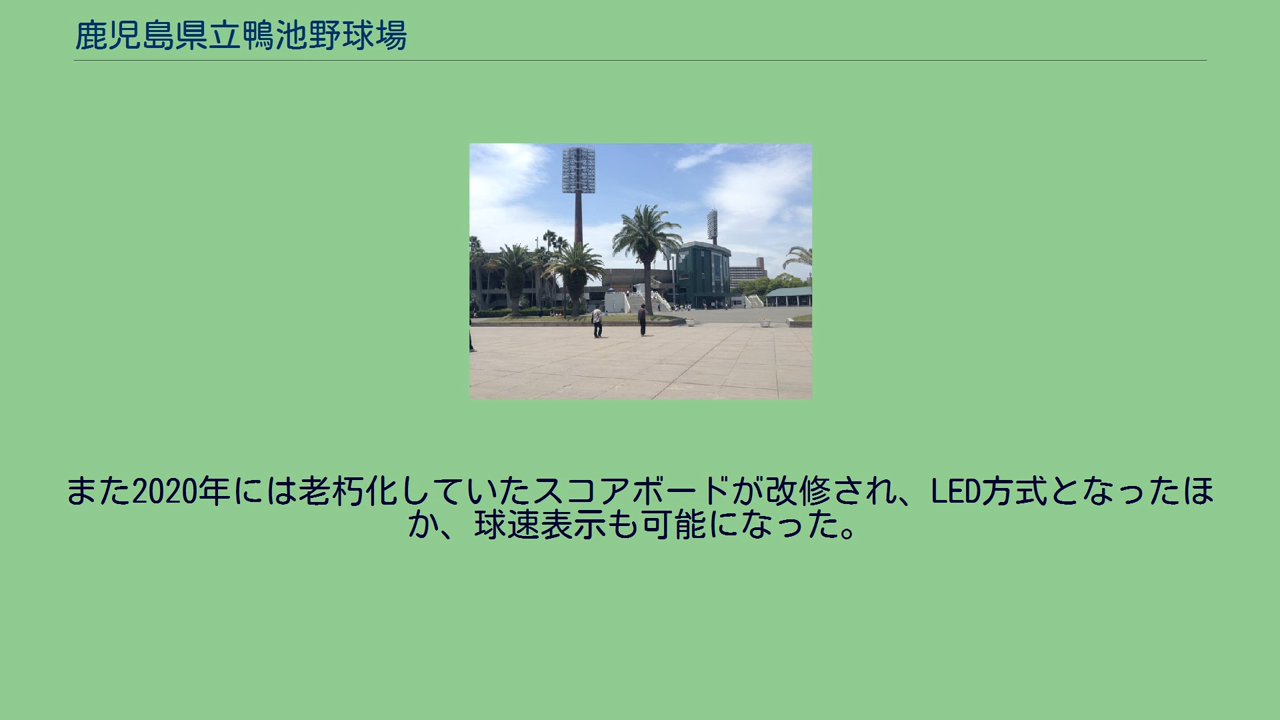 鹿児島県立鴨池野球場
また2020年には老朽化していたスコアボードが改修され、LED方式となったほ
か、球速表示も可能になった。